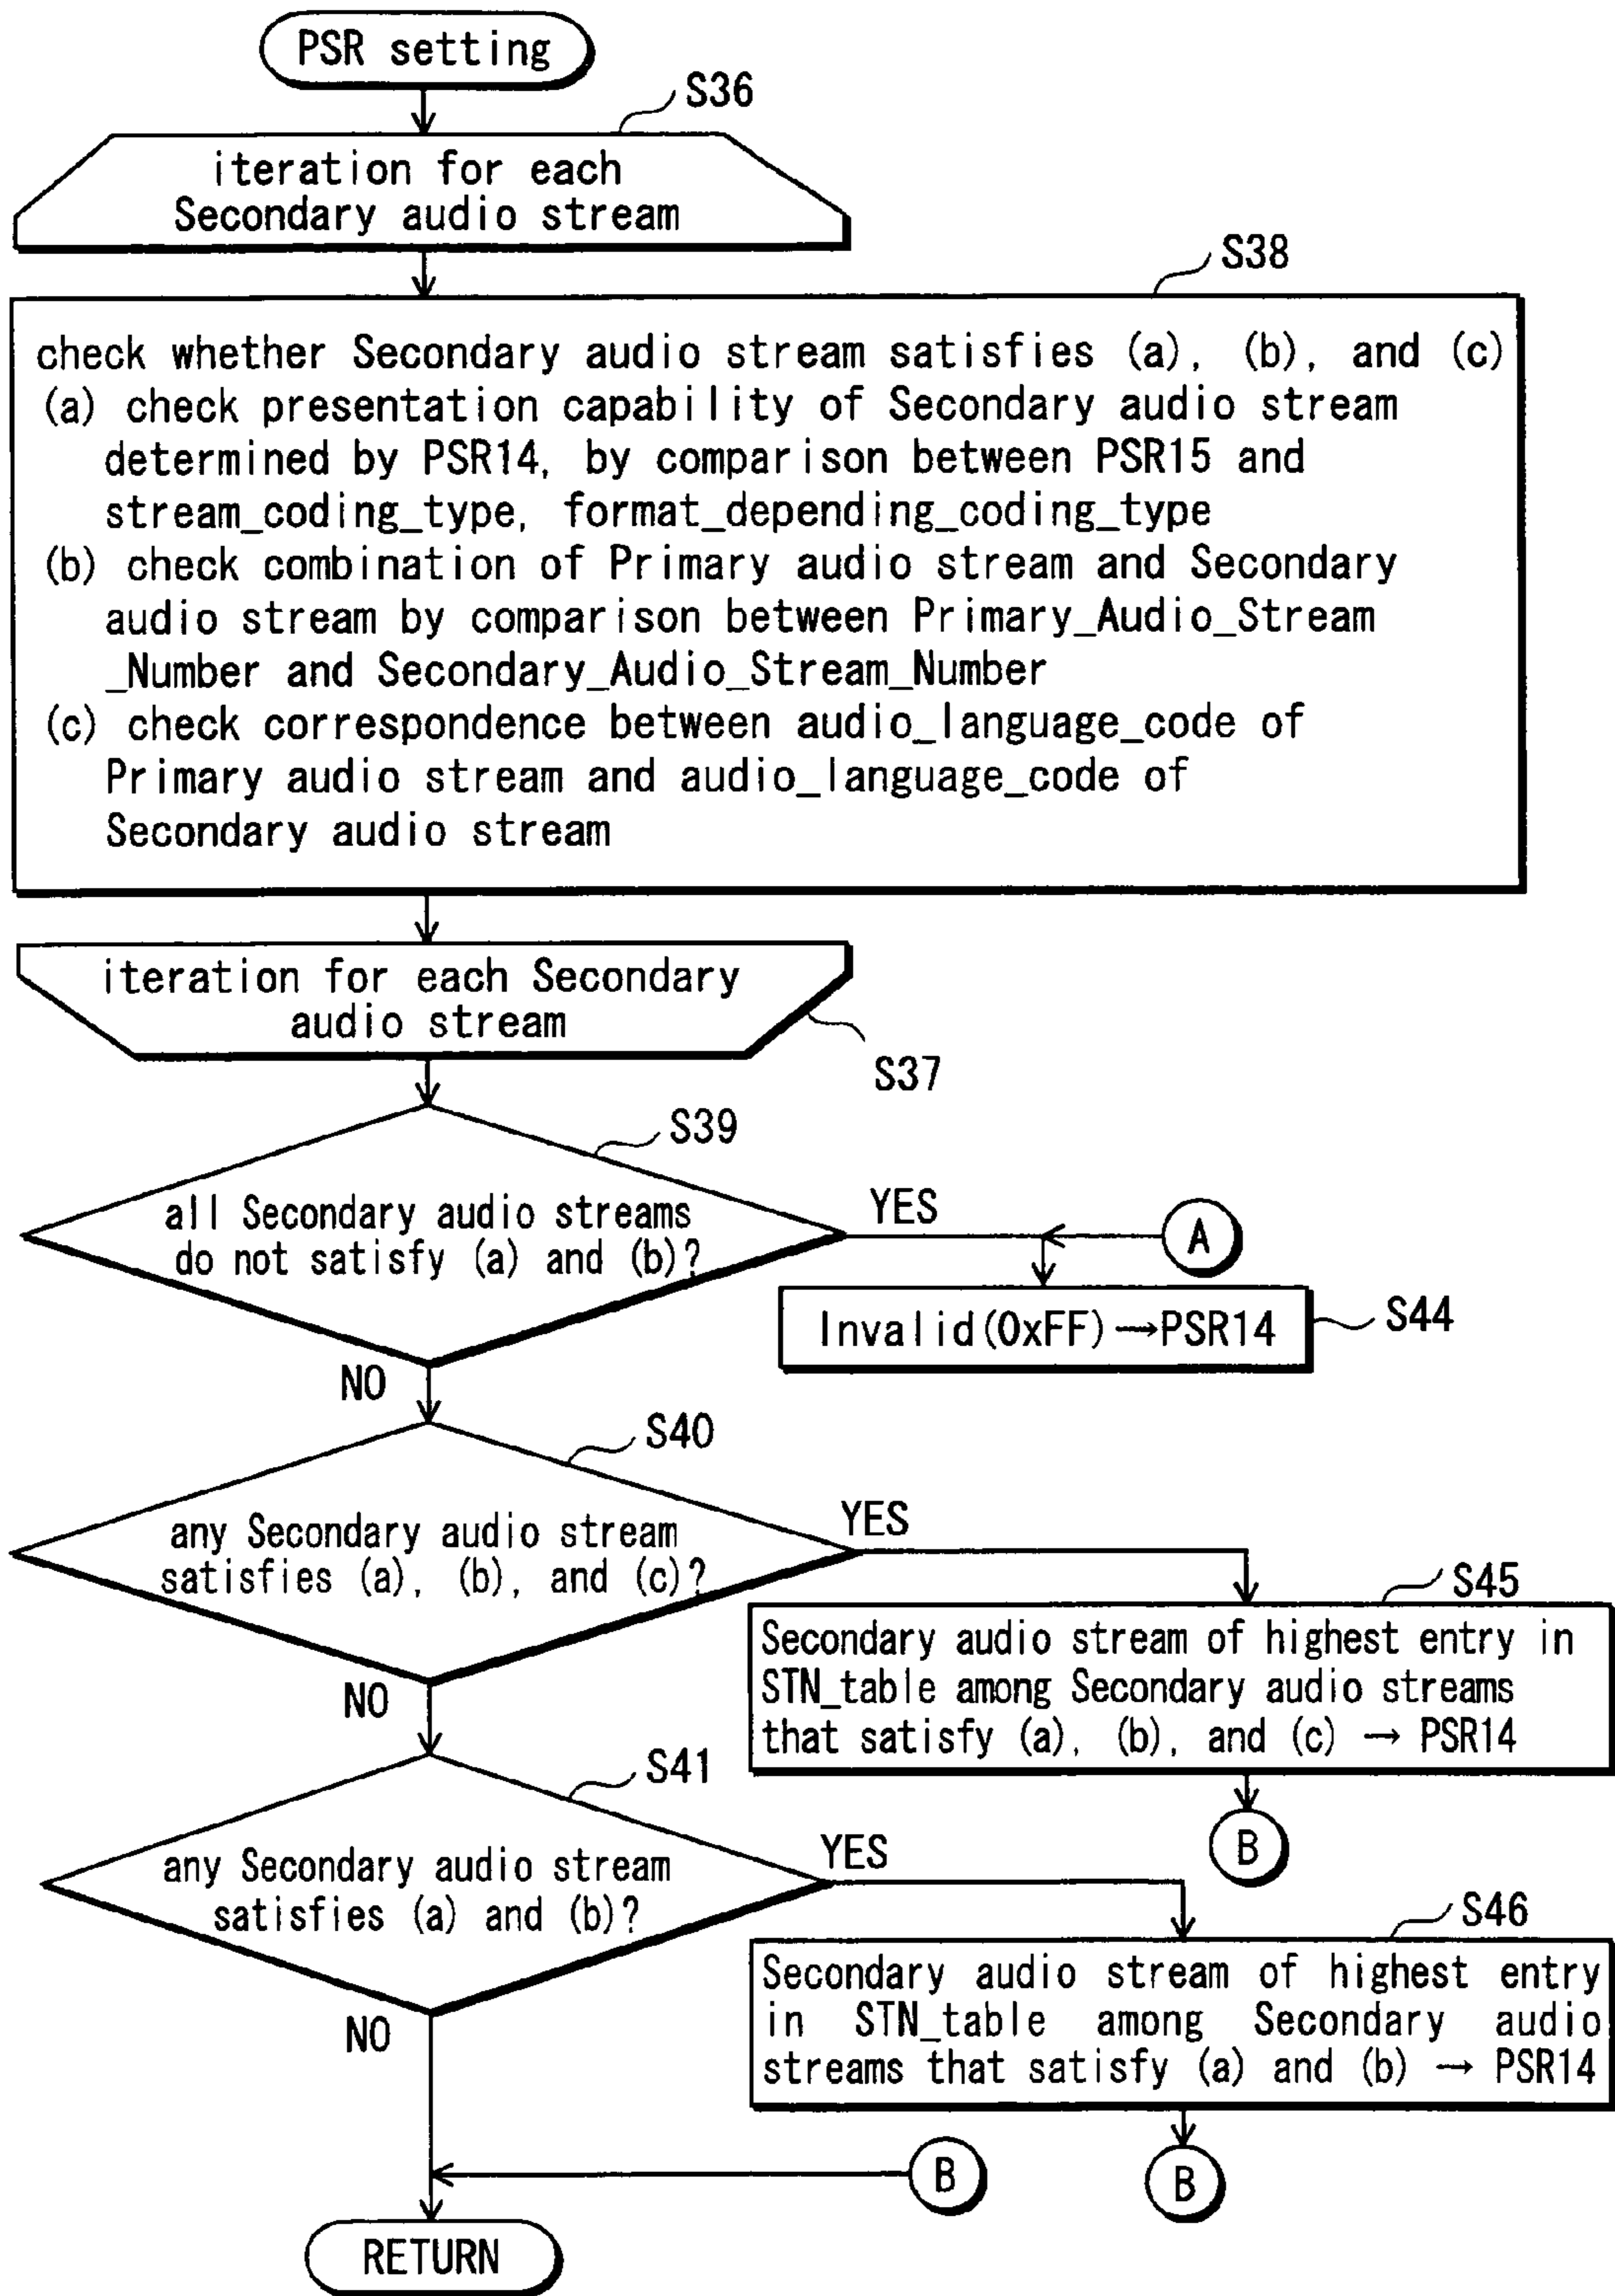 PSR setting
S36
iteration for each
Secondary audio stream
S38
check whether Secondary audio stream satisfies (a), (b), and (c)
(a) check presentation capability of Secondary audio stream
determined by PSR14, by comparison between PSR15 and
stream_coding_type, format_depending_coding_type
(b) check combination of Primary audio stream and Secondary
audio stream by comparison between Primary_Audio_Stream
_Number and Secondary_Audio_Stream_Number
(c) check correspondence between audio_language_code of
Primary audio stream and audio_language_code of
Secondary audio stream
iteration for each Secondary
audio stream
S37
S39
all Secondary audio streams
do not satisfy (a) and (b)?
YES
A
Invalid(0xFF)→PSR14
S44
NO
S40
any Secondary audio stream
satisfies (a), (b), and (c)?
YES
S45
Secondary audio stream of highest entry in
STN_table among Secondary audio streams
that satisfy (a), (b), and (c) → PSR14
B
NO
S41
any Secondary audio stream
satisfies (a) and (b)?
YES
S46
Secondary audio stream of highest entry
in STN_table among Secondary audio
streams that satisfy (a) and (b) → PSR14
B
NO
B
RETURN